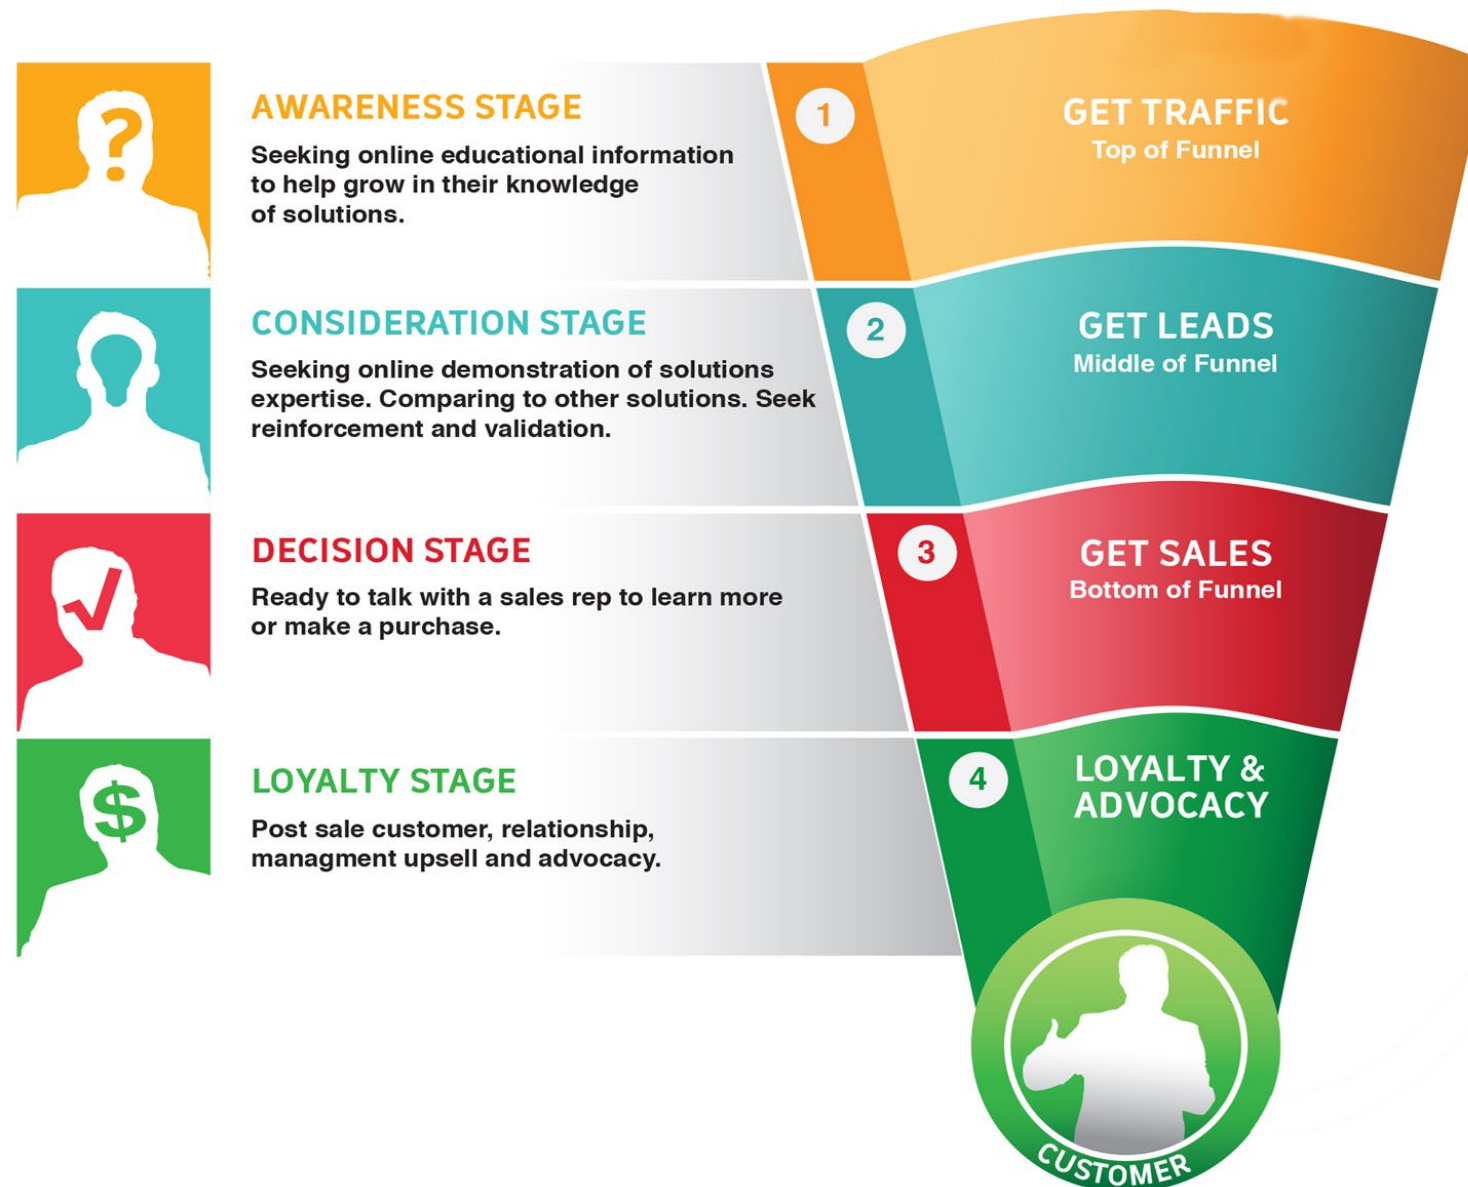 AWARENESS STAGE
Seeking online educational information
to help grow in their knowledge
of solutions.
1
GET TRAFFIC
Top of Funnel
CONSIDERATION STAGE
Seeking online demonstration of solutions
expertise. Comparing to other solutions. Seek
reinforcement and validation.
2
GET LEADS
Middle of Funnel
DECISION STAGE
Ready to talk with a sales rep to learn more
or make a purchase.
3
GET SALES
Bottom of Funnel
LOYALTY STAGE
Post sale customer, relationship,
managment upsell and advocacy.
4
LOYALTY &
ADVOCACY
CUSTOMER
?
$